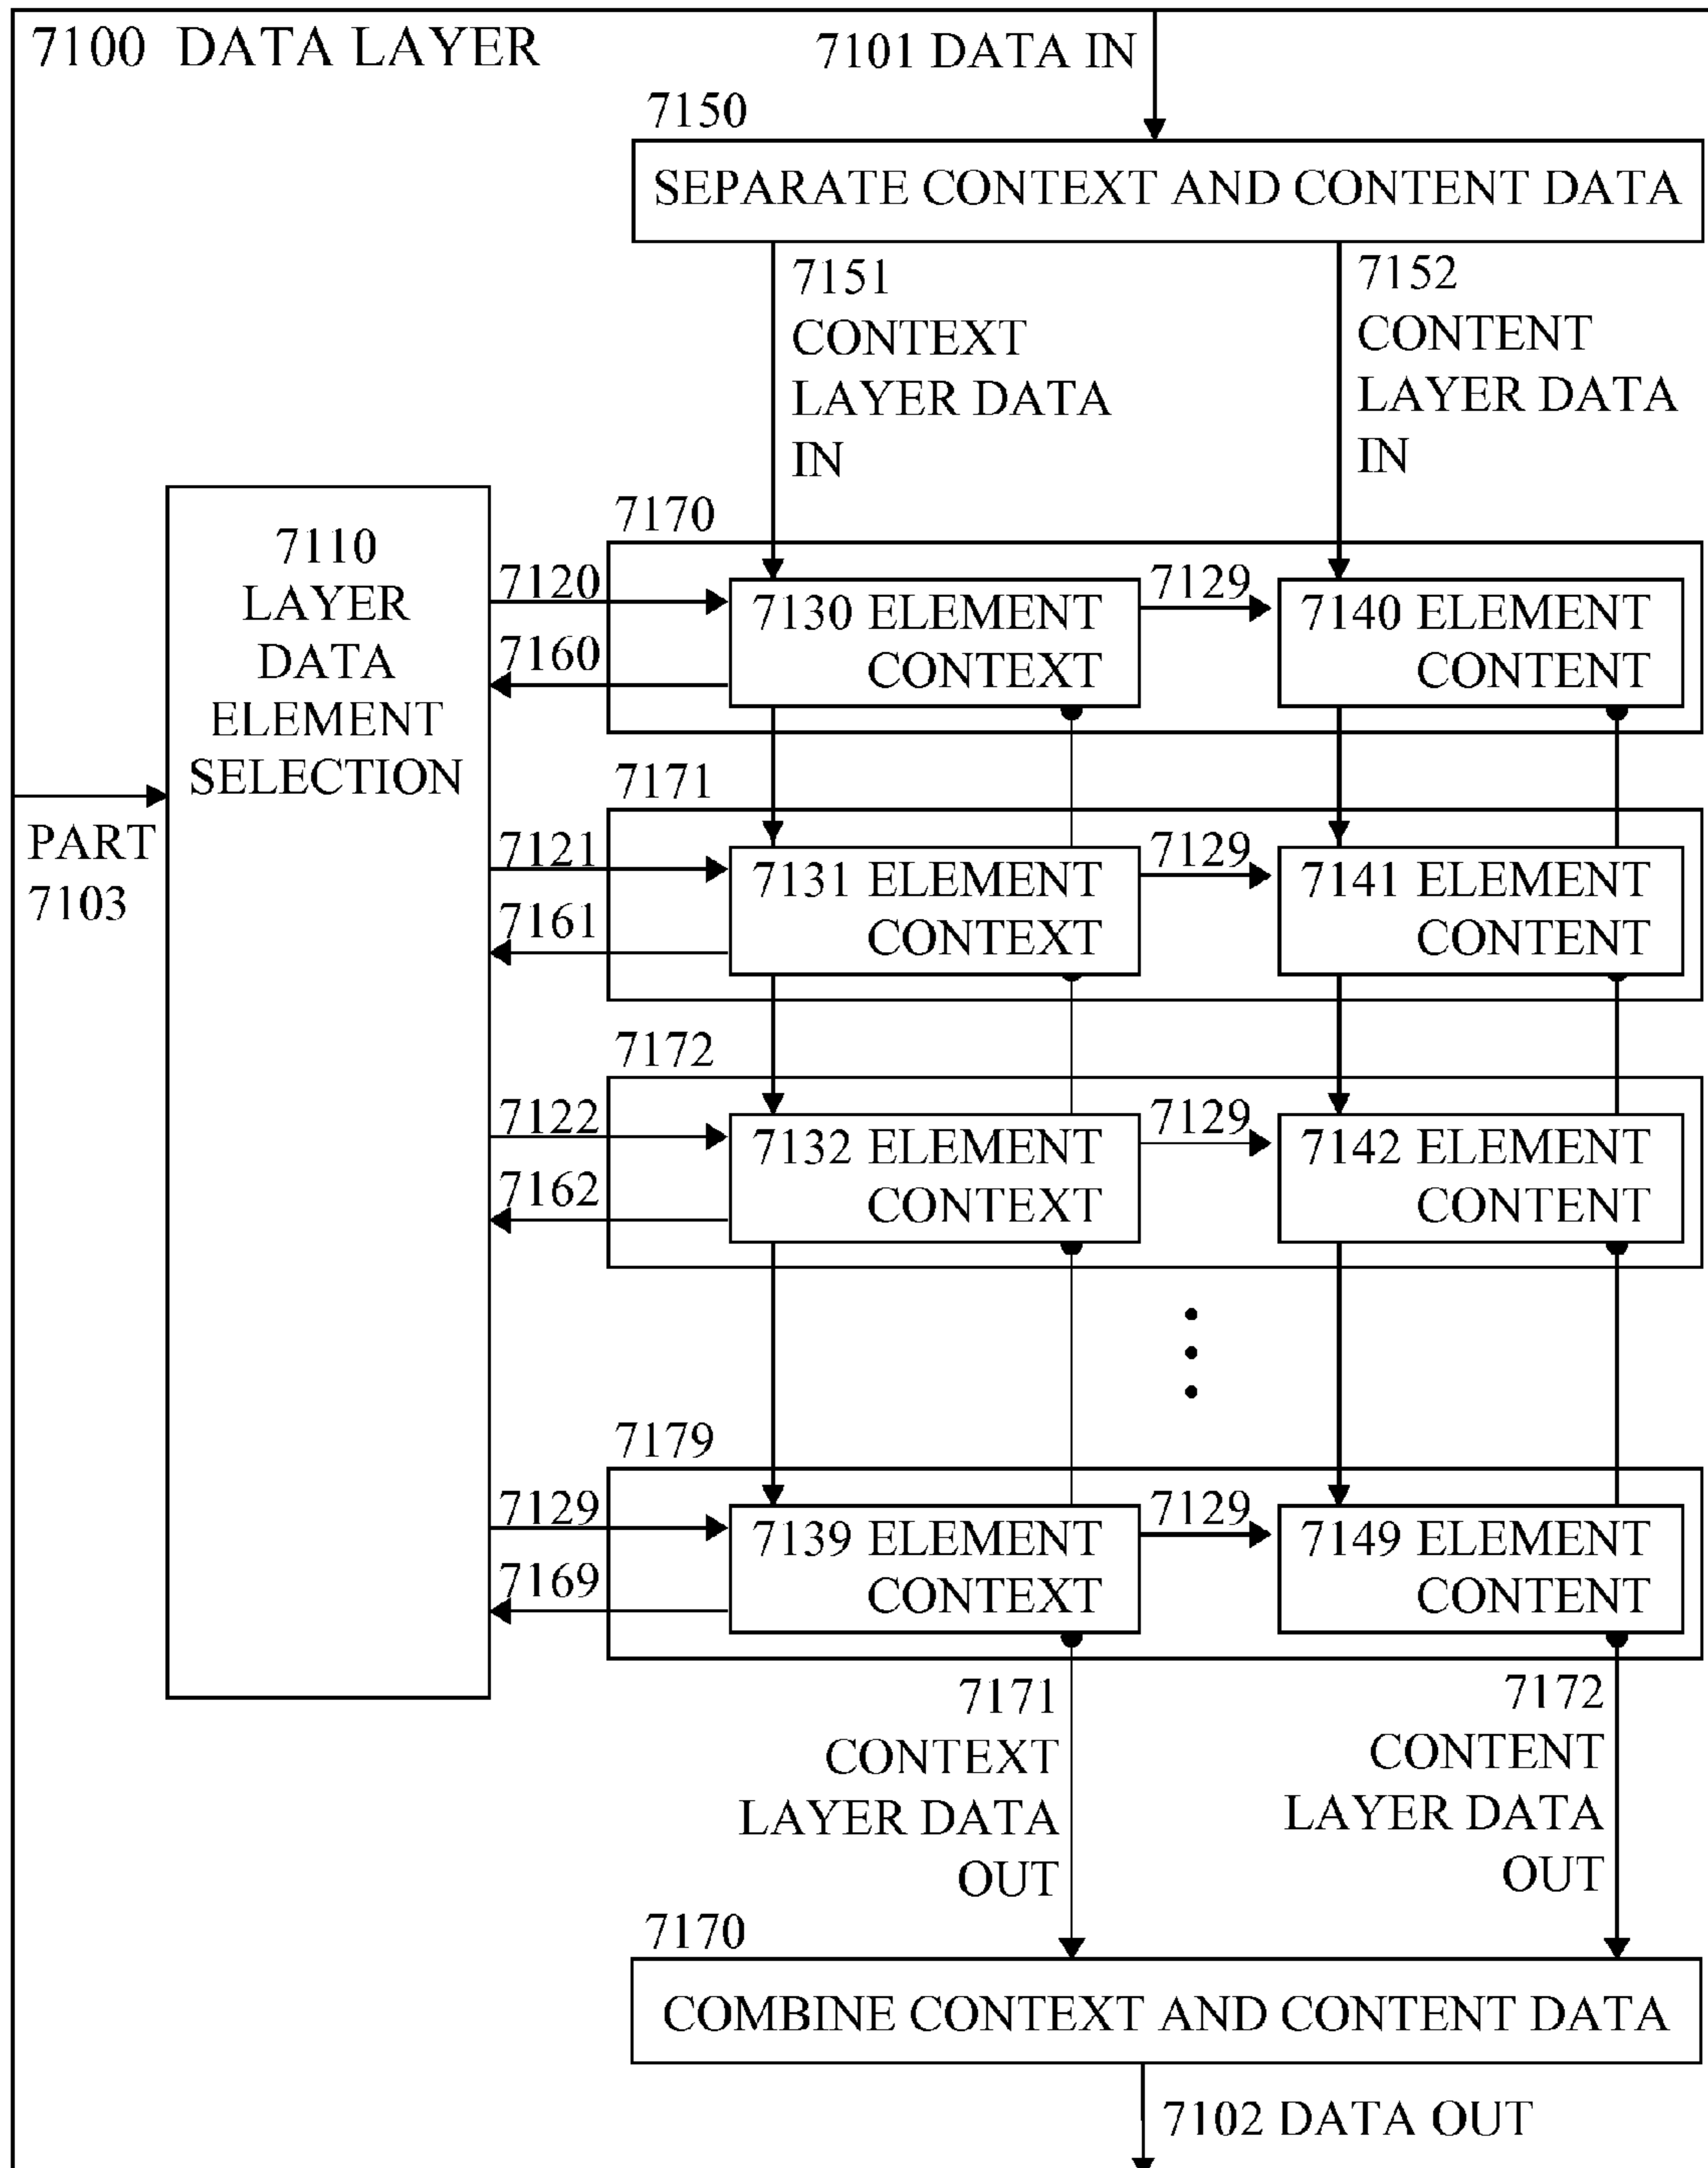 7100 DATA LAYER
7101 DATA IN
7150
SEPARATE CONTEXT AND CONTENT DATA
7151
CONTEXT
LAYER DATA
IN
7152
CONTENT
LAYER DATA
IN
7110
LAYER
DATA
ELEMENT
SELECTION
PART
7103
7170
7120
7160
7130 ELEMENT
CONTEXT
7129
7140 ELEMENT
CONTENT
7171
7121
7161
7131 ELEMENT
CONTEXT
7129
7141 ELEMENT
CONTENT
7172
7122
7162
7132 ELEMENT
CONTEXT
7129
7142 ELEMENT
CONTENT
7179
7129
7169
7139 ELEMENT
CONTEXT
7129
7149 ELEMENT
CONTENT
7171
CONTEXT
LAYER DATA
OUT
7172
CONTENT
LAYER DATA
OUT
7170
COMBINE CONTEXT AND CONTENT DATA
7102 DATA OUT